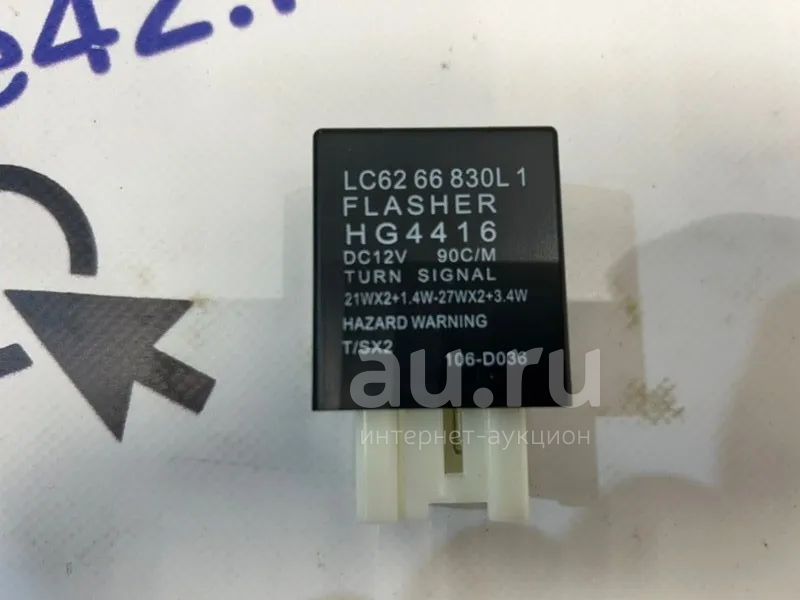 e42.
LC62 66 830L 1
FLASHER
HG4416
DC12V 90C/M
TURN SIGNAL
21WX2+1.4W-27WX2+3.4W
HAZARD WARNING
T/SX2
106-D036
au.ru
интернет-аукцион